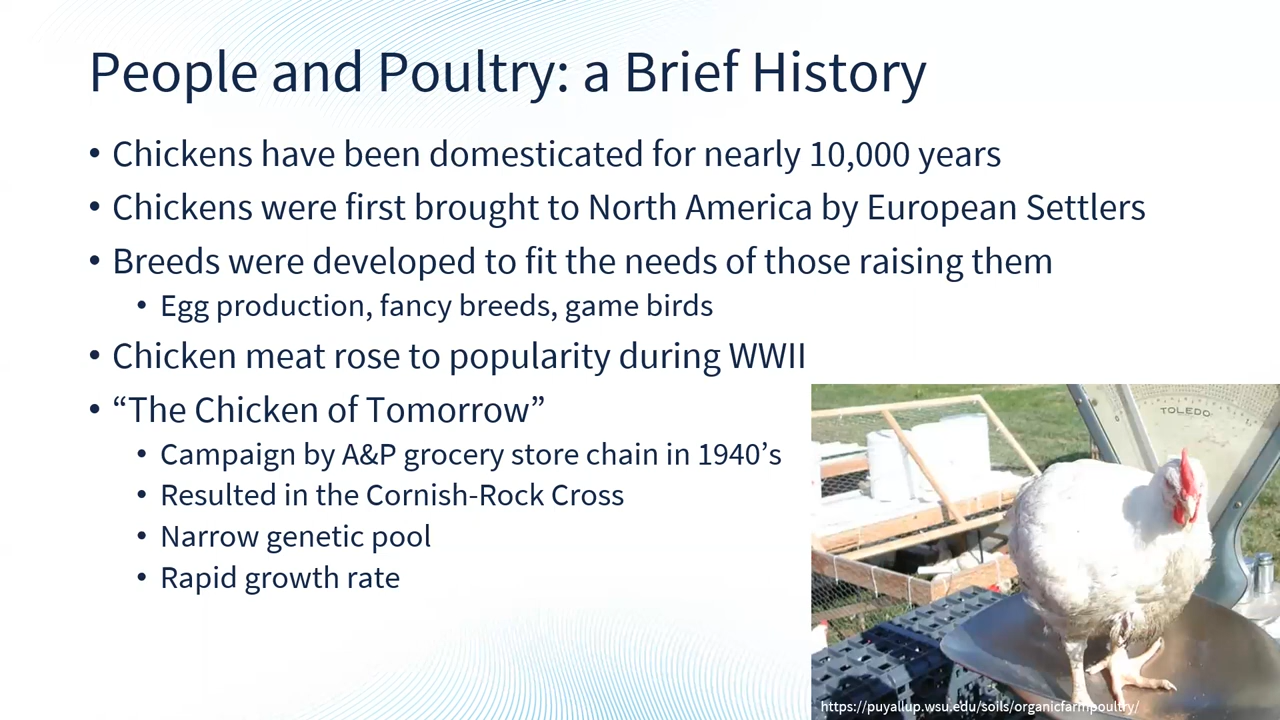 People and Poultry: a Brief History
• Chickens have been domesticated for nearly 10,000 years
• Chickens were first brought to North America by European Settlers
• Breeds were developed to fit the needs of those raising them
• Egg production, fancy breeds, game birds
• Chicken meat rose to popularity during WWII
• “The Chicken of Tomorrow”
• Campaign by A&P grocery store chain in 1940’s
• Resulted in the Cornish-Rock Cross
• Narrow genetic pool
• Rapid growth rate
TOLEDO
https://puyallup.wsu.edu/soils/organicfarmpoultry/